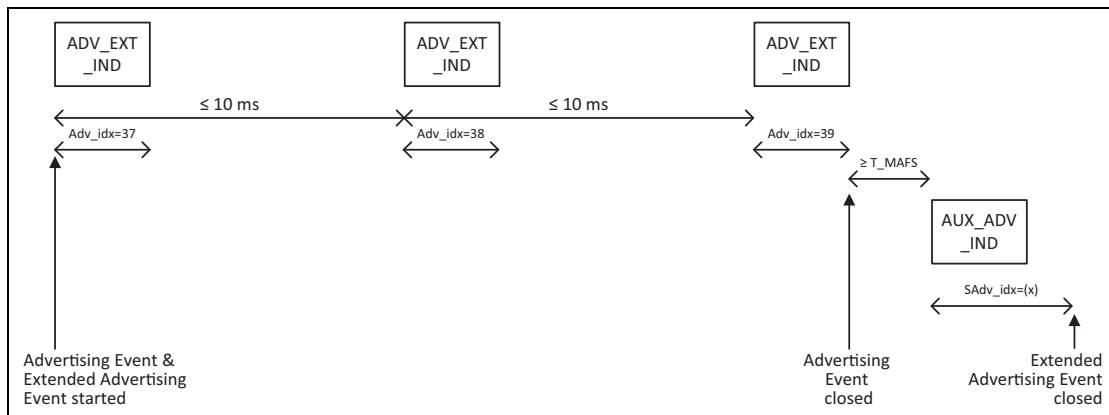 ADV_EXT
_IND
ADV_EXT
_IND
ADV_EXT
_IND
≤ 10 ms
≤ 10 ms
Adv_idx=37
Adv_idx=38
Adv_idx=39
≥ T_MAFS
AUX_ADV
_IND
SAdv_idx=(x)
Advertising Event &
Extended Advertising
Event started
Advertising
Event
closed
Extended
Advertising Event
closed